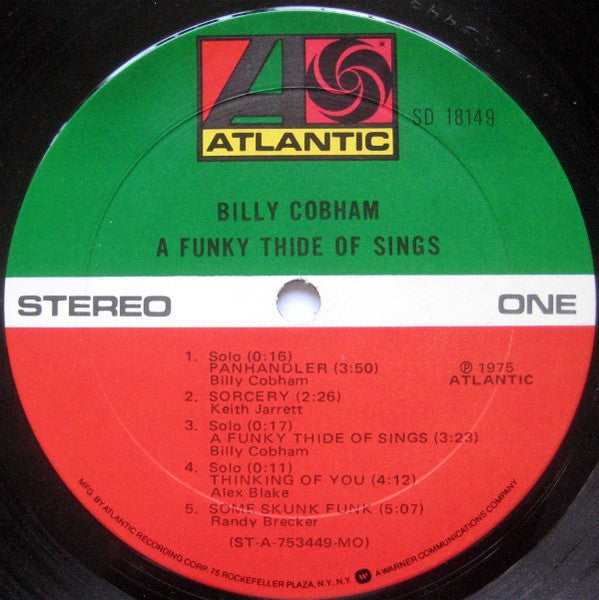 ATLANTIC
SD 18149
BILLY COBHAM
A FUNKY THIDE OF SINGS
STEREO
ONE
1. Solo (0:16)
PANHANDLER (3:50)
Billy Cobham
2. SORCERY (2:26)
Keith Jarrett
3. Solo (0:17)
A FUNKY THIDE OF SINGS (3:23)
Billy Cobham
4. Solo (0:11)
THINKING OF YOU (4:12)
Alex Blake
5. SOME SKUNK FUNK (5:07)
Randy Brecker
(ST-A-753449-MO)
℗ 1975
ATLANTIC
MFG. BY ATLANTIC RECORDING CORP. 75 ROCKEFELLER PLAZA, N.Y. N.Y. W A WARNER COMMUNICATIONS COMPANY